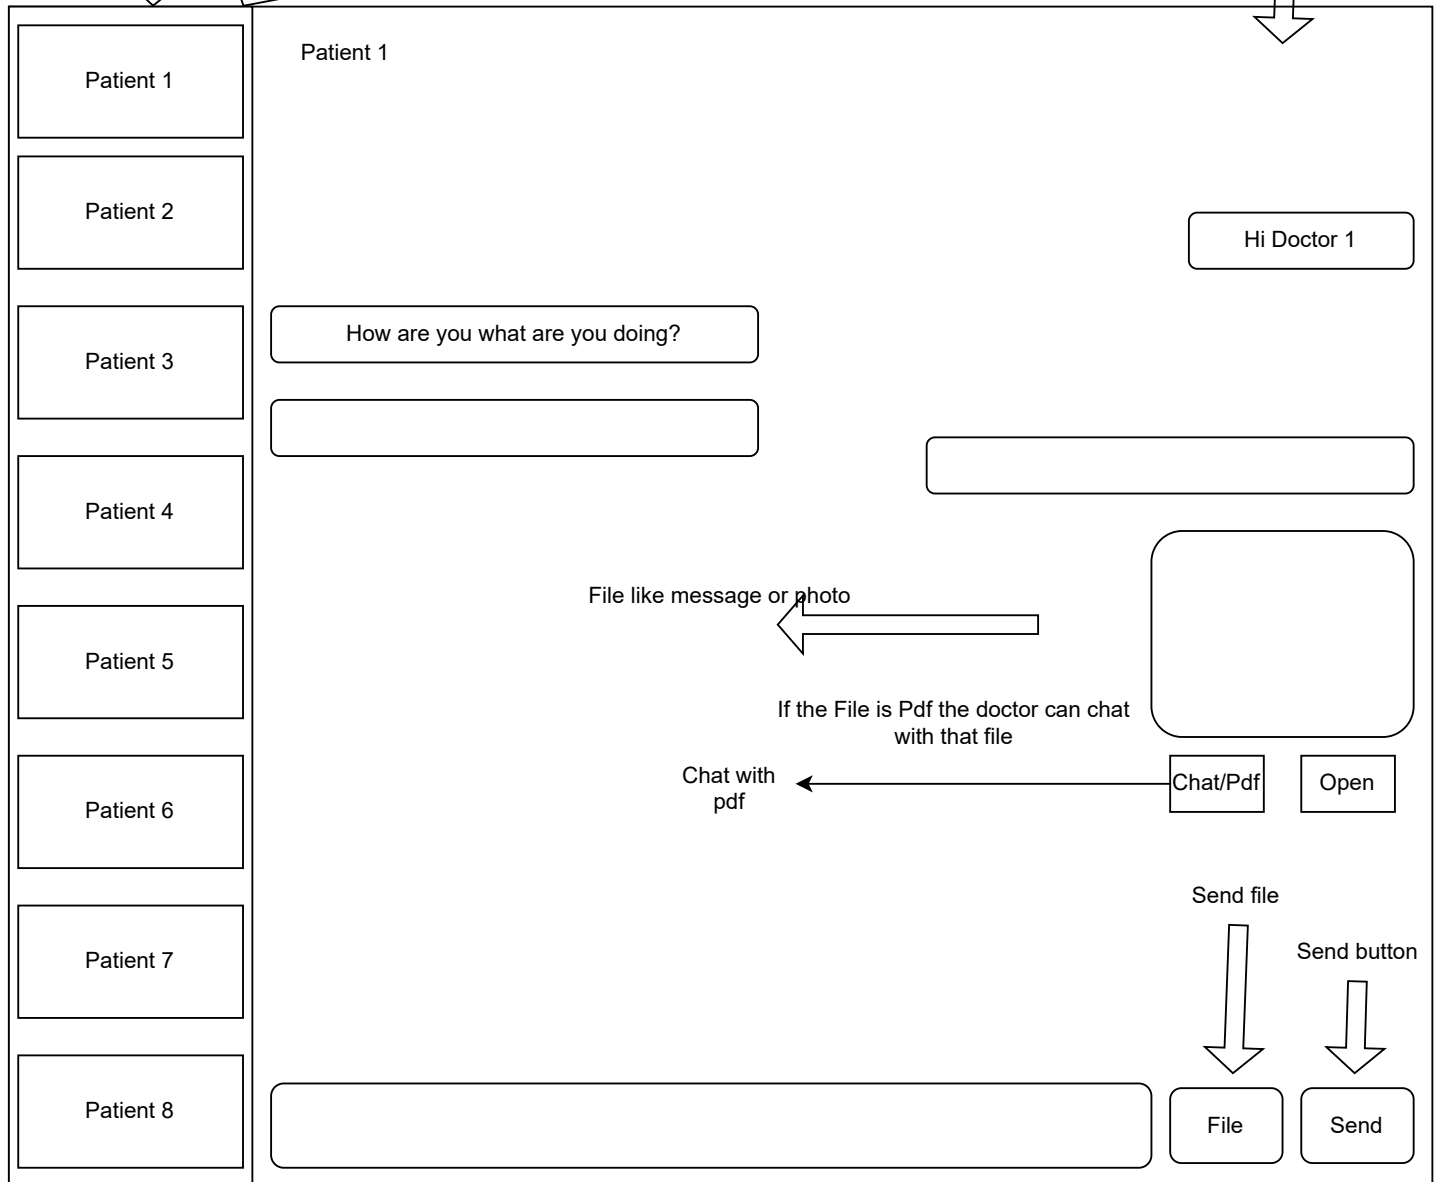 Patient 1
Patient 2
Patient 3
Patient 4
Patient 5
Patient 6
Patient 7
Patient 8
Patient 1
Hi Doctor 1
How are you what are you doing?
File like message or photo
If the File is Pdf the doctor can chat
with that file
Chat with
pdf
Chat/Pdf
Open
Send file
Send button
File
Send